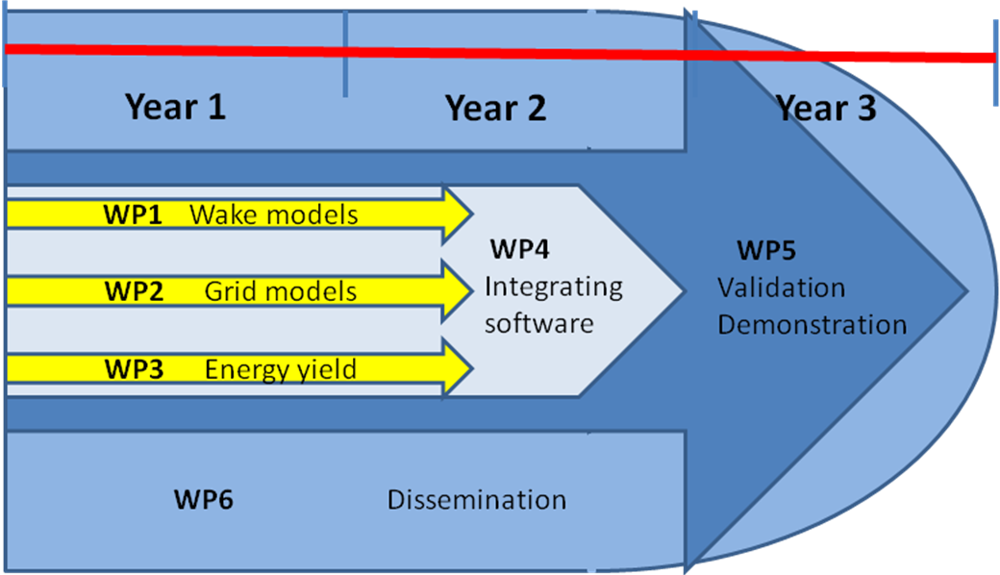 Year 1 Year 2 Year 3
WP1 Wake models
WP2 Grid models
WP3 Energy yield
WP4
Integrating
software
WP5
Validation
Demonstration
WP6 Dissemination